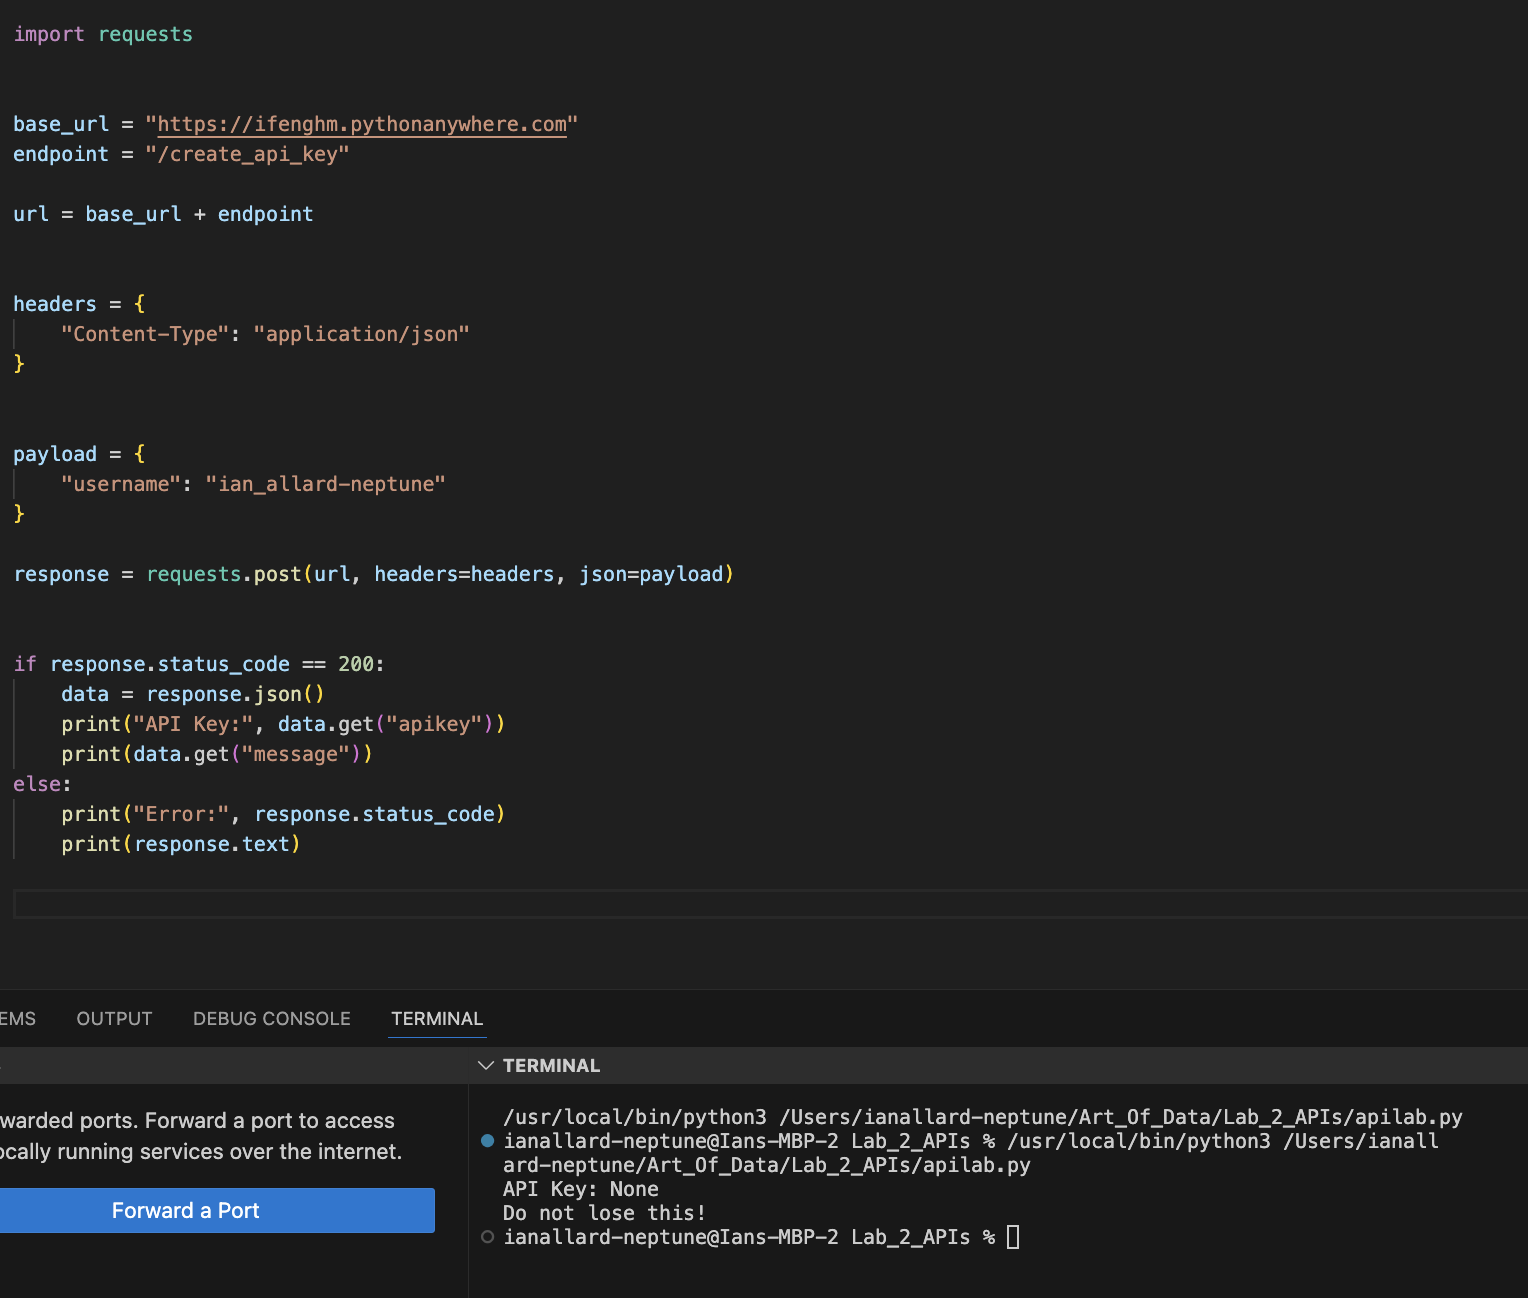 import requests
base_url = "https://ifenghm.pythonanywhere.com"
endpoint = "/create_api_key"
url = base_url + endpoint
headers = {
    "Content-Type": "application/json"
}
payload = {
    "username": "ian_allard-neptune"
}
response = requests.post(url, headers=headers, json=payload)
if response.status_code == 200:
    data = response.json()
    print("API Key:", data.get("apikey"))
    print(data.get("message"))
else:
    print("Error:", response.status_code)
    print(response.text)
EMS OUTPUT DEBUG CONSOLE TERMINAL
TERMINAL
warded ports. Forward a port to access
ocally running services over the internet.
Forward a Port
/usr/local/bin/python3 /Users/ianallard-neptune/Art_Of_Data/Lab_2_APIs/apilab.py
ianallard-neptune@Ians-MBP-2 Lab_2_APIs % /usr/local/bin/python3 /Users/ianall
ard-neptune/Art_Of_Data/Lab_2_APIs/apilab.py
API Key: None
Do not lose this!
ianallard-neptune@Ians-MBP-2 Lab_2_APIs %